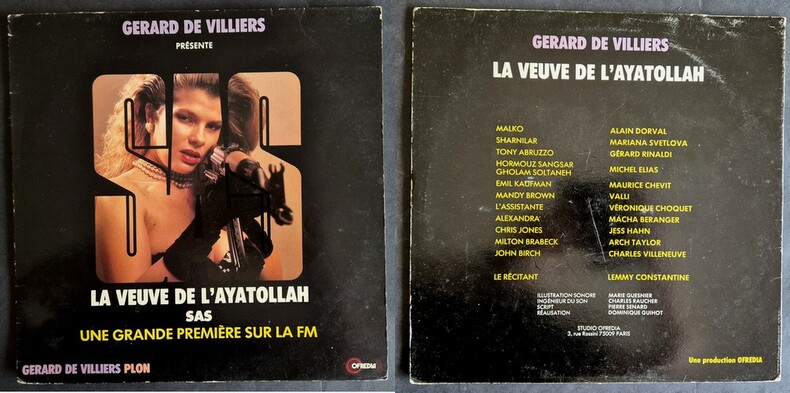 GERARD DE VILLIERS
PRÉSENTE
SAS
LA VEUVE DE L'AYATOLLAH
SAS
UNE GRANDE PREMIÈRE SUR LA FM
GERARD DE VILLIERS PLON
OFREDIA
GERARD DE VILLIERS
LA VEUVE DE L'AYATOLLAH
MALKO ALAIN DORVAL
SHARNILAR MARIANA SVETLOVA
TONY ABRUZZO GÉRARD RINALDI
HORMOUZ SANGSAR
GHOLAM SOLTANEH MICHEL ELIAS
EMIL KAUFMAN MAURICE CHEVIT
MANDY BROWN VALLI
L'ASSISTANTE VÉRONIQUE CHOQUET
ALEXANDRA MACHA BERANGER
CHRIS JONES JESS HAHN
MILTON BRABECK ARCH TAYLOR
JOHN BIRCH CHARLES VILLENEUVE
LE RÉCITANT LEMMY CONSTANTINE
ILLUSTRATION SONORE MARIE GUESNIER
INGÉNIEUR DU SON CHARLES RAUCHER
SCRIPT PIERRE SENARD
RÉALISATION DOMINIQUE GUIHOT
STUDIO OFREDIA
3, rue Rossini 75009 PARIS
Une production OFREDIA